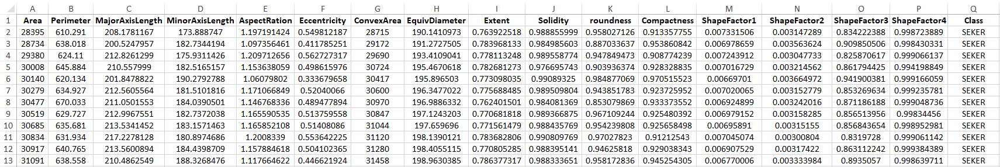 A B C D E F G H I J K L M N O P Q
1 Area Perimeter MajorAxisLength MinorAxisLength AspectRation Eccentricity ConvexArea EquivDiameter Extent Solidity roundness Compactness ShapeFactor1 ShapeFactor2 ShapeFactor3 ShapeFactor4 Class
2 28395 610.291 208.1781167 173.888747 1.197191424 0.549812187 28715 190.1410973 0.763922518 0.988855999 0.958027126 0.913357755 0.007331506 0.003147289 0.834222388 0.998723889 SEKER
3 28734 638.018 200.5247957 182.7344194 1.097356461 0.411785251 29172 191.2727505 0.783968133 0.984985603 0.887033637 0.953860842 0.006978659 0.003563624 0.909850506 0.998430331 SEKER
4 29380 624.11 212.8261299 175.9311426 1.209712656 0.562727317 29690 193.4109041 0.778113248 0.989558774 0.947849473 0.908774239 0.007243912 0.003047733 0.825870617 0.999066137 SEKER
5 30008 645.884 210.557999 182.5165157 1.153638059 0.498615976 30724 195.4670618 0.782681273 0.976695743 0.903936374 0.928328835 0.007016729 0.003214562 0.861794425 0.994198849 SEKER
6 30140 620.134 201.8478822 190.2792788 1.06079802 0.333679658 30417 195.896503 0.773098035 0.99089325 0.984877069 0.970515523 0.00669701 0.003664972 0.941900381 0.999166059 SEKER
7 30279 634.927 212.5605564 181.5101816 1.171066849 0.52040066 30600 196.3477022 0.775688485 0.989509804 0.943851783 0.923725952 0.007020065 0.003152779 0.853269634 0.999235781 SEKER
8 30477 670.033 211.0501553 184.0390501 1.146768336 0.489477894 30970 196.9886332 0.762401501 0.984081369 0.853079869 0.933373552 0.006924899 0.003242016 0.871186188 0.999048736 SEKER
9 30519 629.727 212.9967551 182.7372038 1.165590535 0.513759558 30847 197.1243203 0.770681818 0.989366875 0.967109244 0.925480392 0.006979152 0.003158285 0.856513956 0.99834456 SEKER
10 30685 635.681 213.5341452 183.1571463 1.165852108 0.51408086 31044 197.659696 0.771561479 0.988435769 0.954239808 0.925658498 0.00695891 0.00315155 0.856843654 0.998952981 SEKER
11 30834 631.934 217.2278128 180.8974686 1.2008339 0.553642225 31120 198.1390121 0.783682806 0.990809769 0.97027823 0.91212543 0.007045074 0.00300804 0.8319728 0.999061142 SEKER
12 30917 640.765 213.5600894 184.4398709 1.157884618 0.504102365 31280 198.4055115 0.770805285 0.988395141 0.94625818 0.929038343 0.006907529 0.00317422 0.863112242 0.999384389 SEKER
13 31091 638.558 210.4862549 188.3268476 1.117664622 0.446621924 31458 198.9630385 0.786377317 0.988333651 0.958172836 0.945254305 0.006770006 0.003333984 0.8935057 0.998639711 SEKER